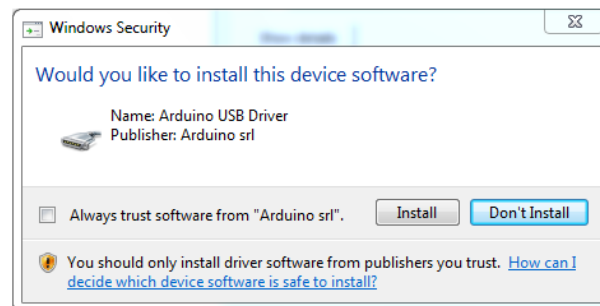 Windows Security
Would you like to install this device software?
Name: Arduino USB Driver
Publisher: Arduino srl
Always trust software from "Arduino srl".
Install
Don't Install
You should only install driver software from publishers you trust. How can I
decide which device software is safe to install?